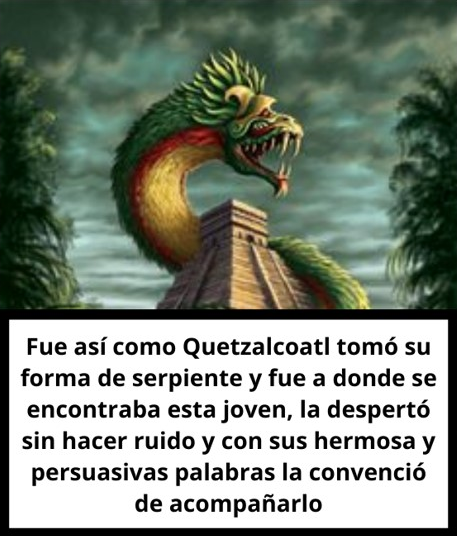 Fue así como Quetzalcoatl tomó su
forma de serpiente y fue a donde se
encontraba esta joven, la despertó
sin hacer ruido y con sus hermosa y
persuasivas palabras la convenció
de acompañarlo